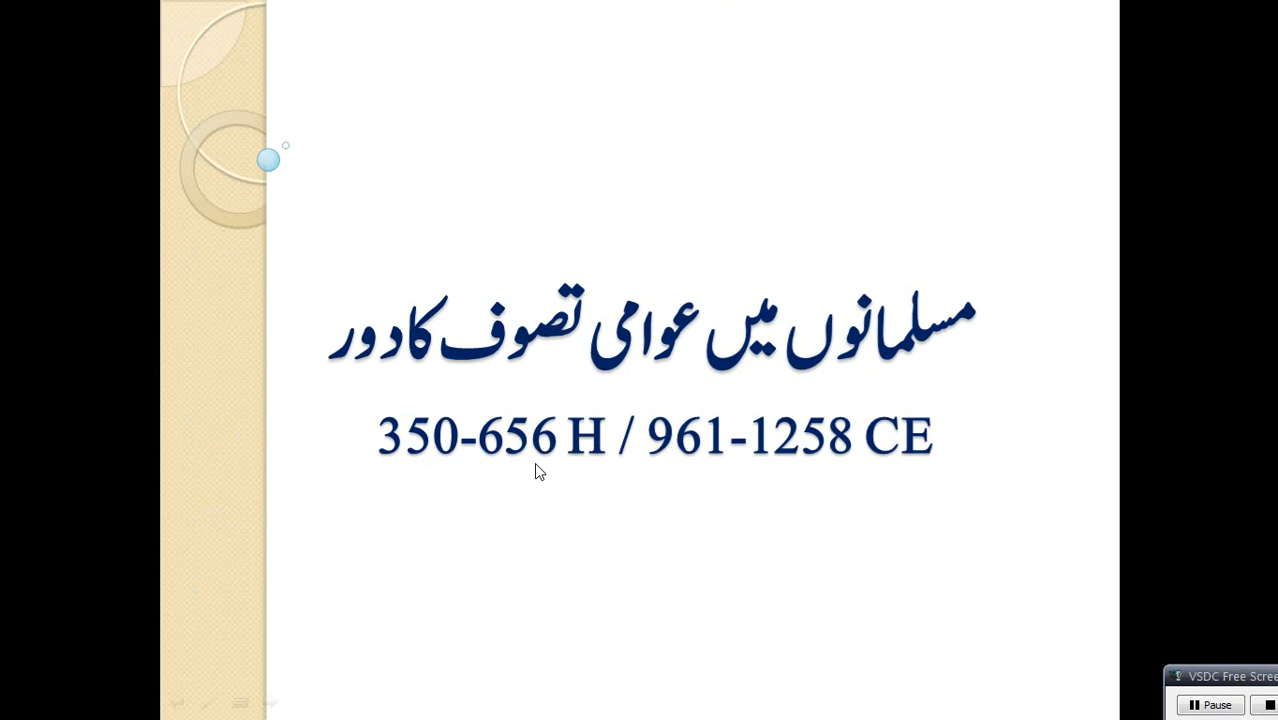 مسلمانوں میں عوامی تصوف کا دور
350-656 H / 961-1258 CE
VSDC Free Scree
Pause